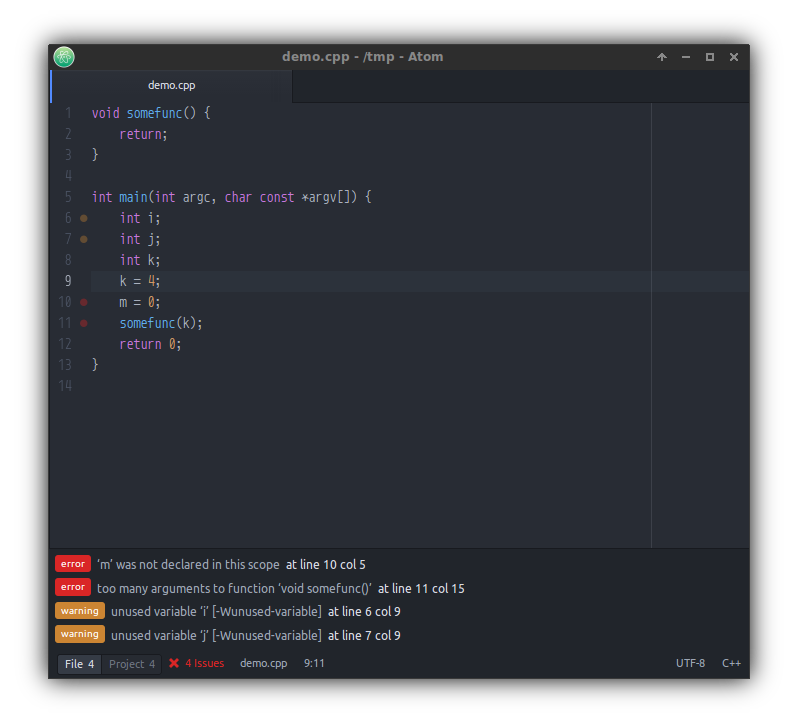 demo.cpp - /tmp - Atom
demo.cpp
1 void somefunc() {
2     return;
3 }
4
5 int main(int argc, char const *argv[]) {
6     int i;
7     int j;
8     int k;
9     k = 4;
10     m = 0;
11     somefunc(k);
12     return 0;
13 }
14
error ‘m’ was not declared in this scope at line 10 col 5
error too many arguments to function ‘void somefunc()’ at line 11 col 15
warning unused variable ‘i’ [-Wunused-variable] at line 6 col 9
warning unused variable ‘j’ [-Wunused-variable] at line 7 col 9
File 4 Project 4 4 Issues demo.cpp 9:11 UTF-8 C++